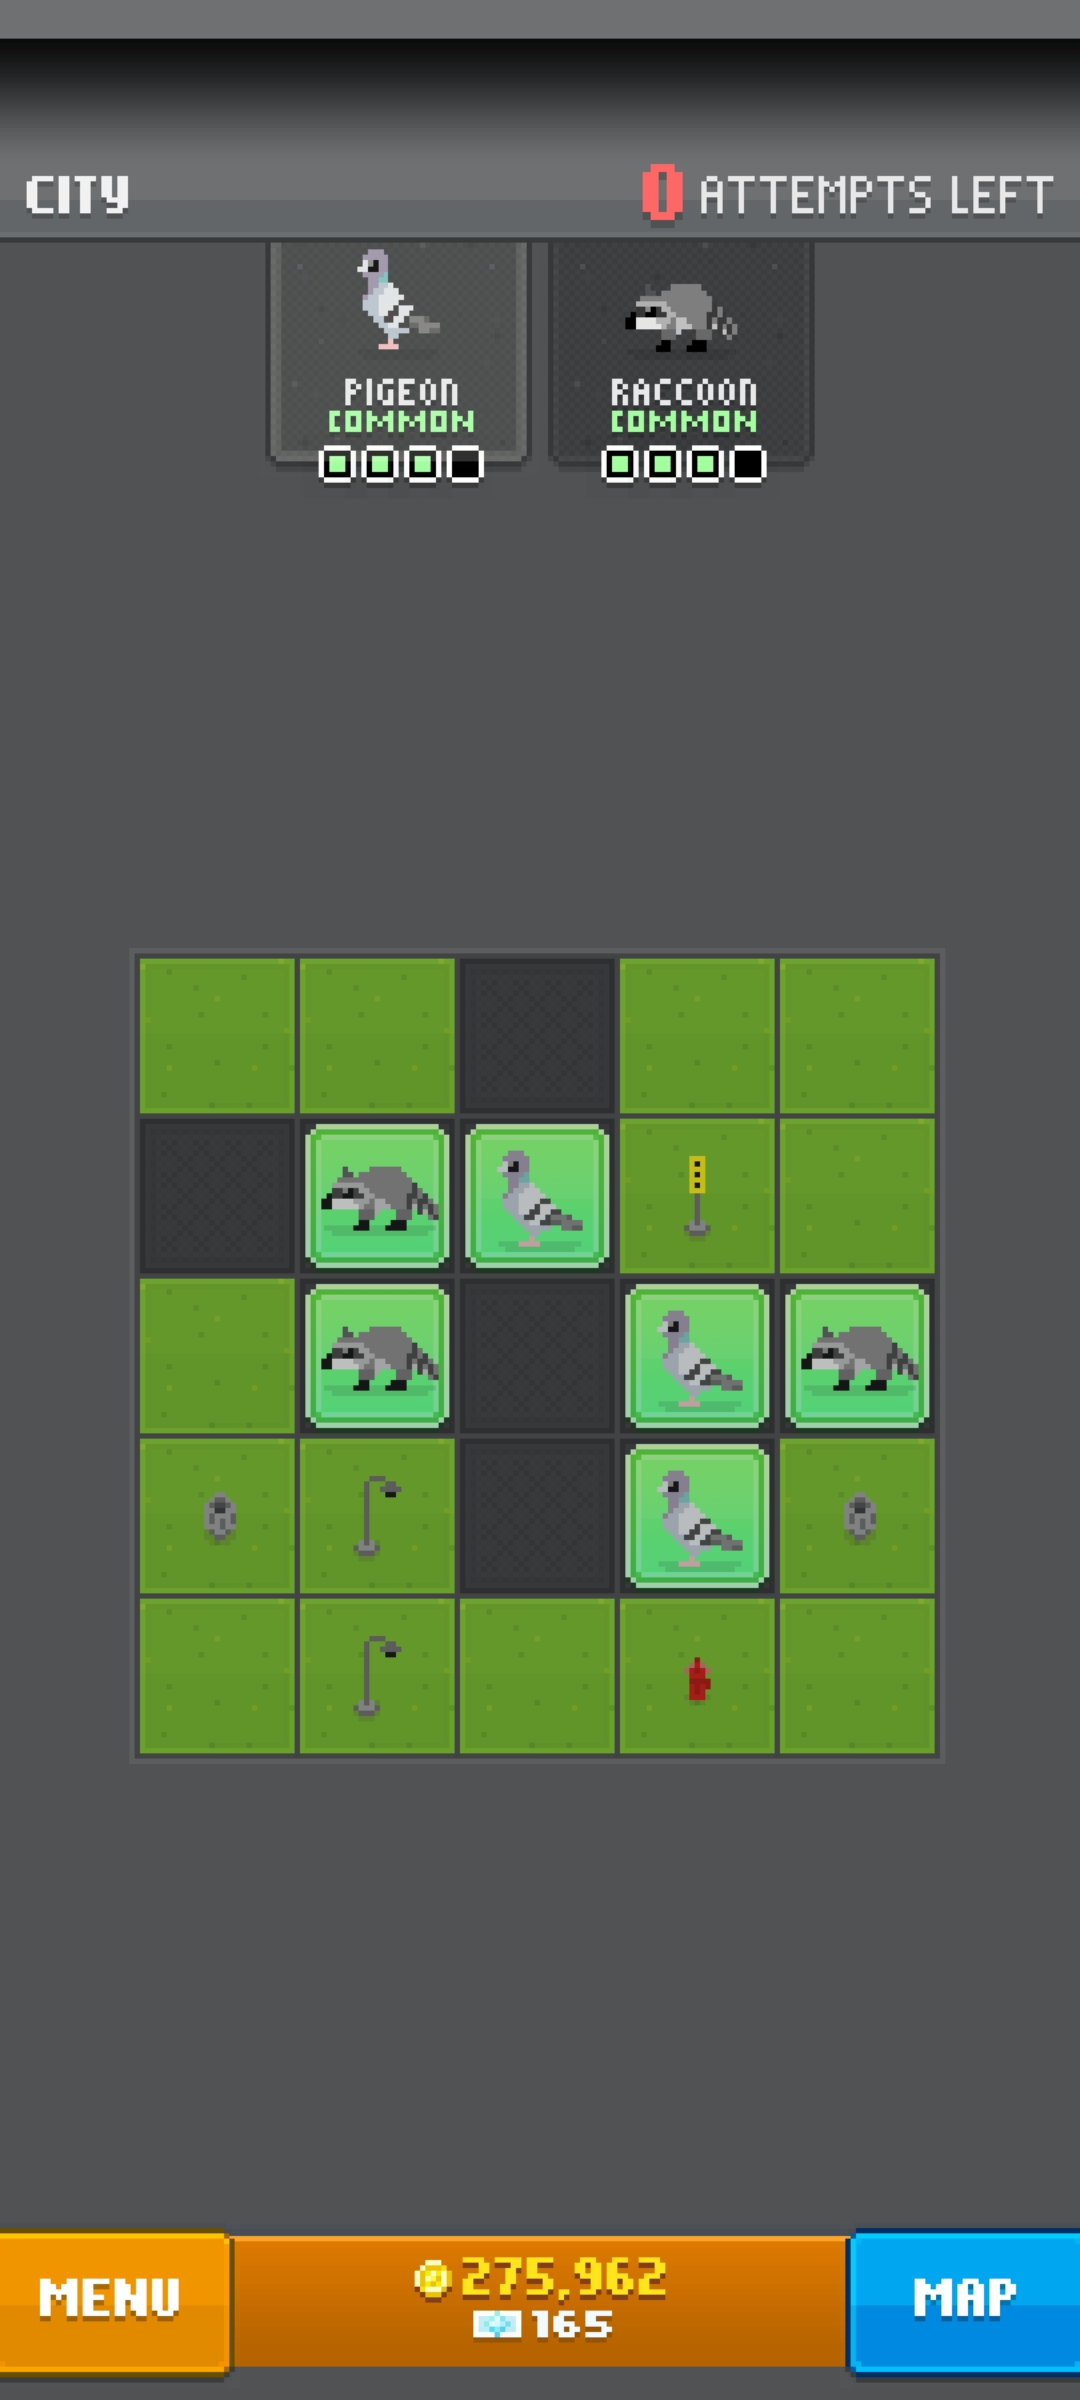 CITY
0 ATTEMPTS LEFT
PIGEON
COMMON
RACCOON
COMMON
MENU
275,962
165
MAP